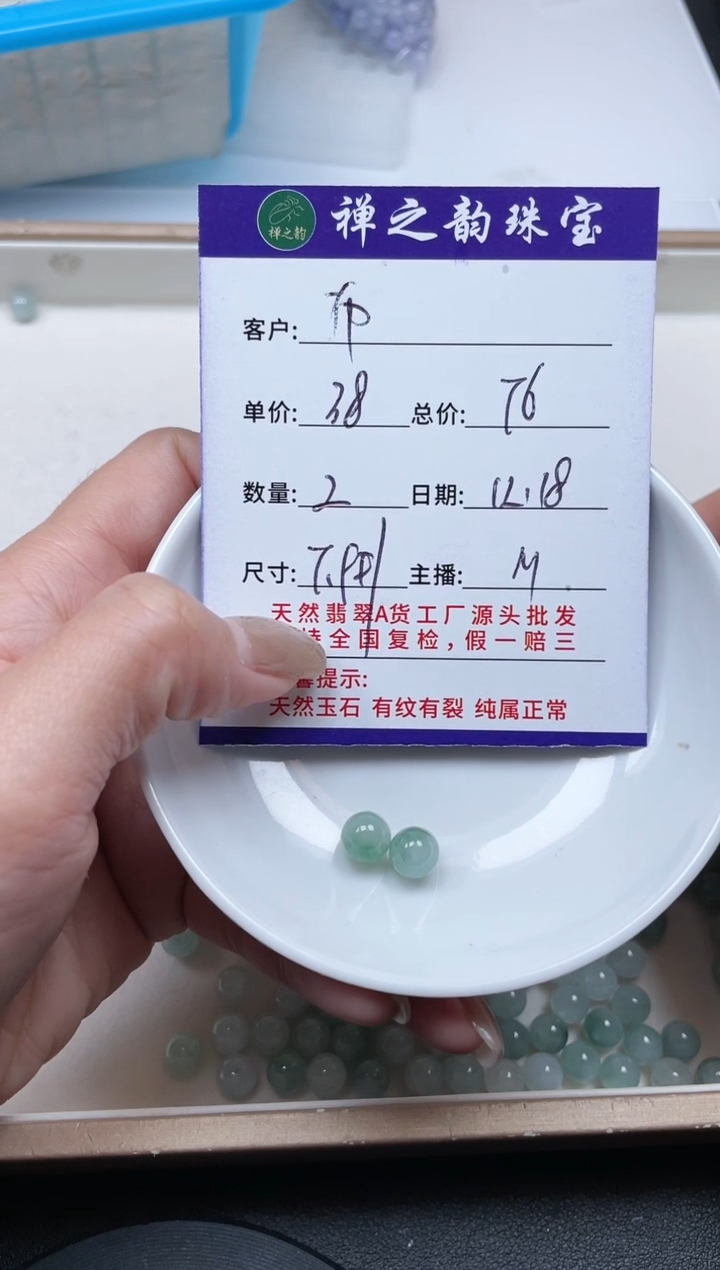 禅之韵 禅之韵珠宝
客户:
单价: 38 总价: 76
数量: 2 日期: 12.18
尺寸: 主播: M
天然翡翠A货工厂源头批发
持全国复检,假一赔三
提示:
天然玉石 有纹有裂 纯属正常